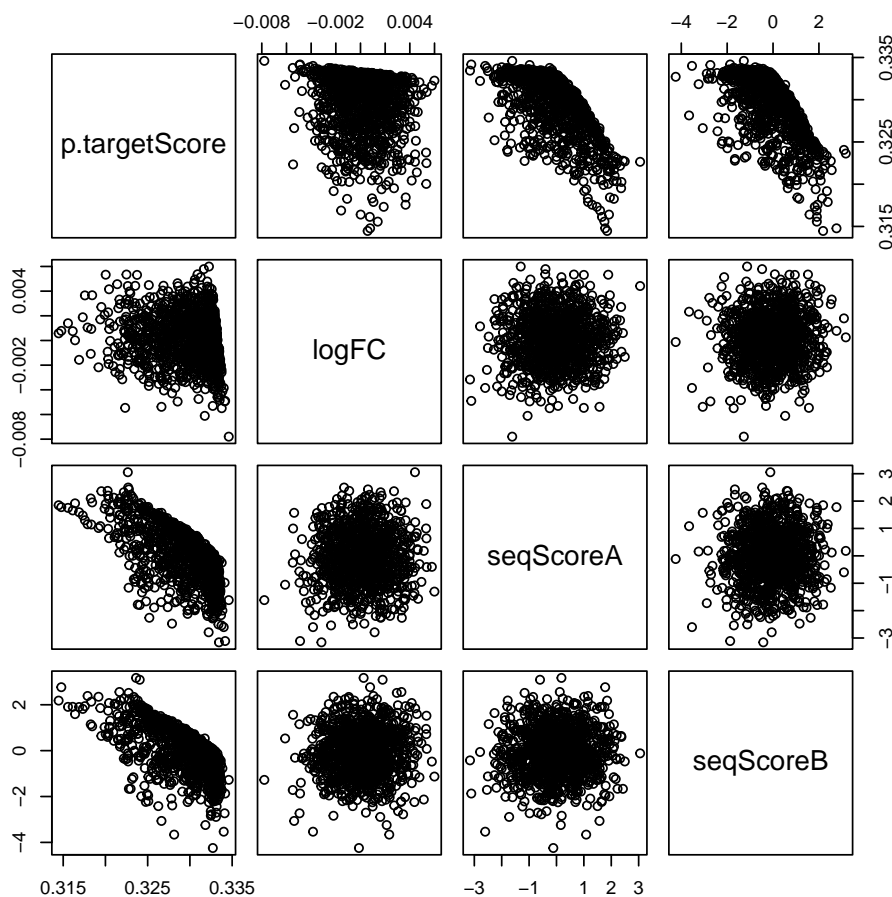 −0.008 −0.002 0.004 −4 −2 0 2
p.targetScore
0.315 0.325 0.335
−0.008 −0.002 0.004
logFC
seqScoreA
−3 −1 1 2 3
−4 −2 0 2
seqScoreB
0.315 0.325 0.335 −3 −1 1 2 3